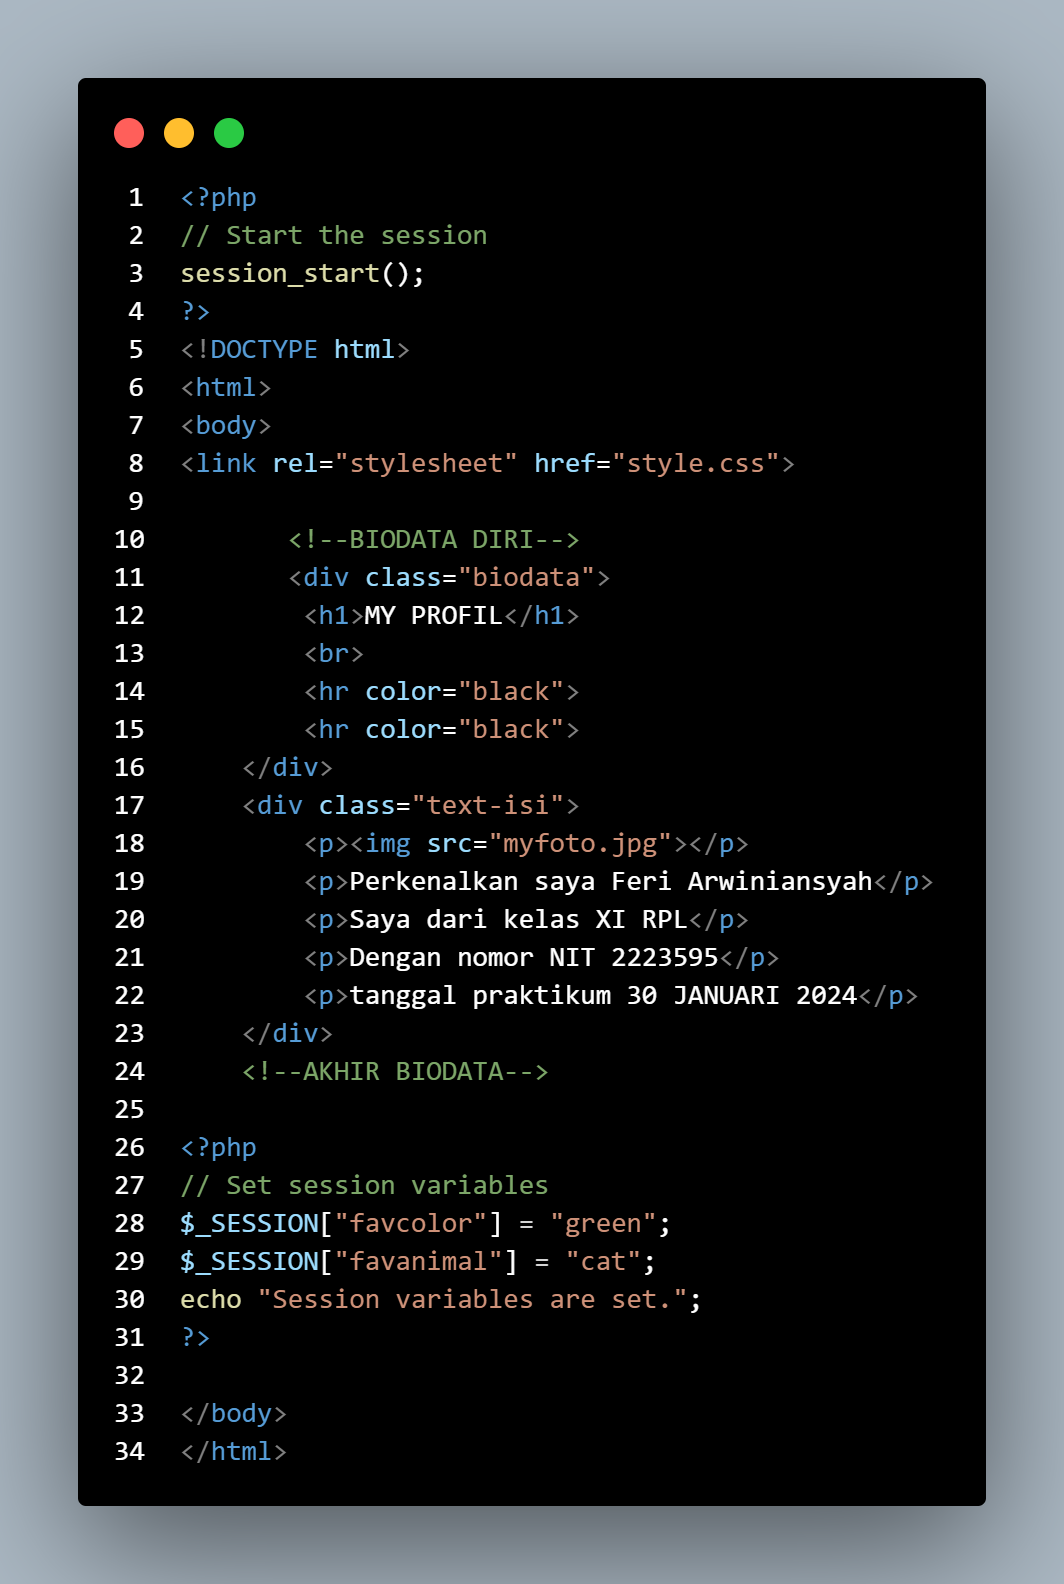 1 <?php
2 // Start the session
3 session_start();
4 ?>
5 <!DOCTYPE html>
6 <html>
7 <body>
8 <link rel="stylesheet" href="style.css">
9
10 <!--BIODATA DIRI-->
11 <div class="biodata">
12 <h1>MY PROFIL</h1>
13 <br>
14 <hr color="black">
15 <hr color="black">
16 </div>
17 <div class="text-isi">
18 <p><img src="myfoto.jpg"></p>
19 <p>Perkenalkan saya Feri Arwiniansyah</p>
20 <p>Saya dari kelas XI RPL</p>
21 <p>Dengan nomor NIT 2223595</p>
22 <p>tanggal praktikum 30 JANUARI 2024</p>
23 </div>
24 <!--AKHIR BIODATA-->
25
26 <?php
27 // Set session variables
28 $_SESSION["favcolor"] = "green";
29 $_SESSION["favanimal"] = "cat";
30 echo "Session variables are set.";
31 ?>
32
33 </body>
34 </html>